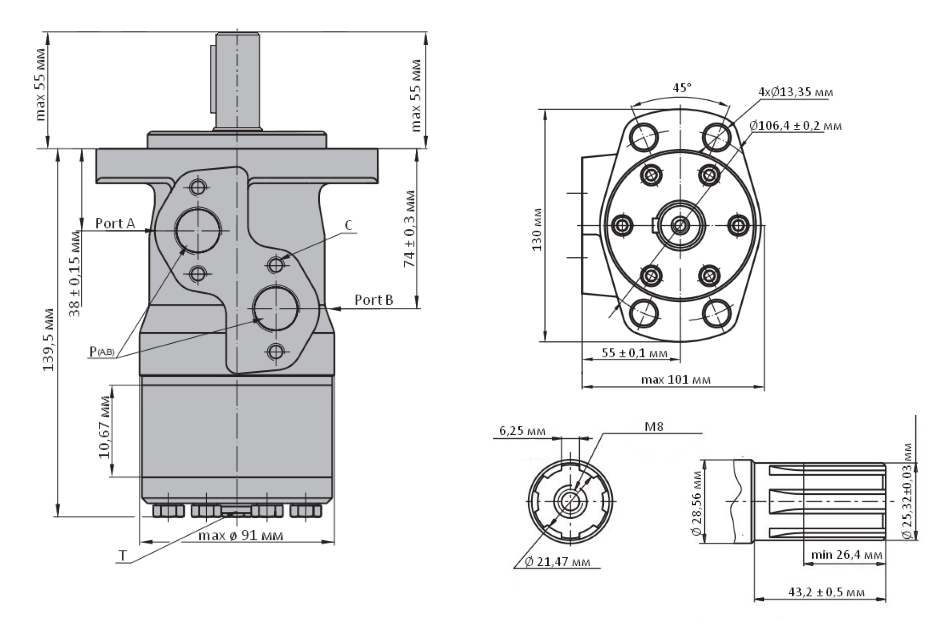 max 55 мм
max 55 мм
Port A
38 ± 0,15 мм
139,5 мм
P(A,B)
10,67 мм
T
max ø 91 мм
C
74 ± 0,3 мм
Port B
45°
4xØ13,35 мм
Ø106,4 ± 0,2 мм
130 мм
55 ± 0,1 мм
max 101 мм
6,25 мм
M8
Ø 21,47 мм
Ø 28,56 мм
Ø 25,32±0,03 мм
min 26,4 мм
43,2 ± 0,5 мм